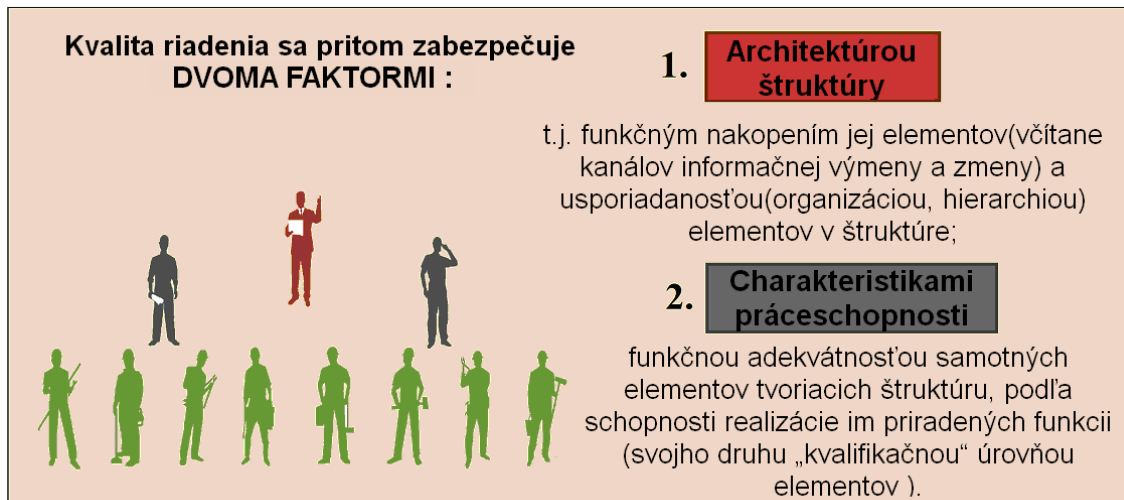 Kvalita riadenia sa pritom zabezpečuje
DVOMA FAKTORMI :
1. Architektúrou
štruktúry
t.j. funkčným nakopením jej elementov(včítane
kanálov informačnej výmeny a zmeny) a
usporiadanosťou(organizáciou, hierarchiou)
elementov v štruktúre;
2. Charakteristikami
práceschopnosti
funkčnou adekvátnosťou samotných
elementov tvoriacich štruktúru, podľa
schopnosti realizácie im priradených funkcii
(svojho druhu „kvalifikačnou“ úrovňou
elementov ).